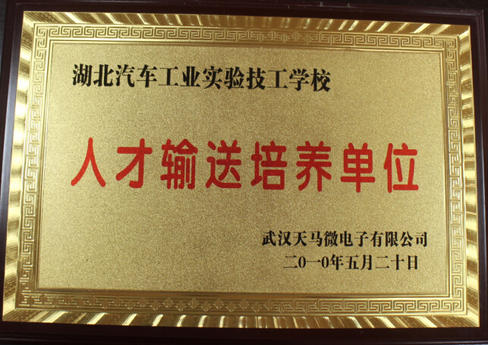 湖北汽车工业实验技工学校
人才输送培养单位
武汉天马微电子有限公司
二0一0年五月二十日